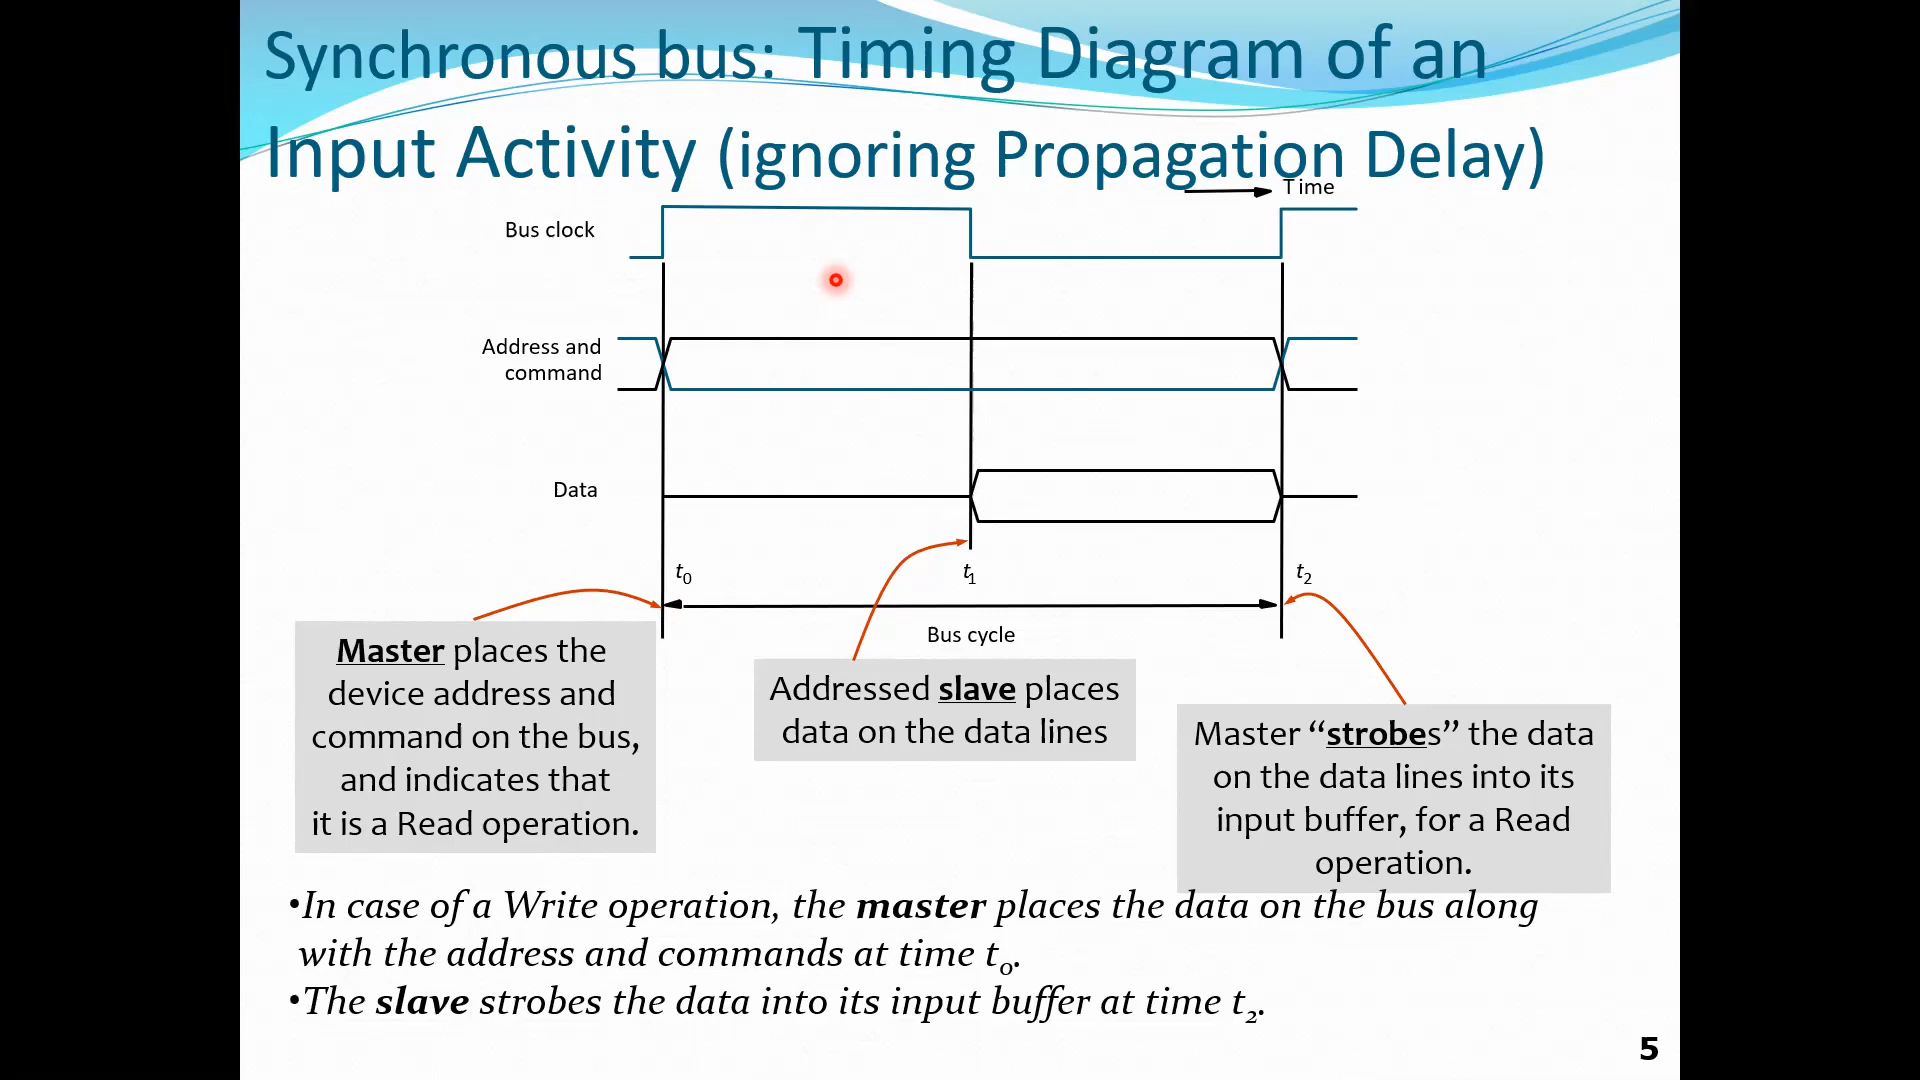 Synchronous bus: Timing Diagram of an
Input Activity (ignoring Propagation Delay)
Time
Bus clock
Address and
command
Data
t0
t1
t2
Bus cycle
Master places the
device address and
command on the bus,
and indicates that
it is a Read operation.
Addressed slave places
data on the data lines
Master “strobes” the data
on the data lines into its
input buffer, for a Read
operation.
•In case of a Write operation, the master places the data on the bus along
with the address and commands at time t0.
•The slave strobes the data into its input buffer at time t2.
5